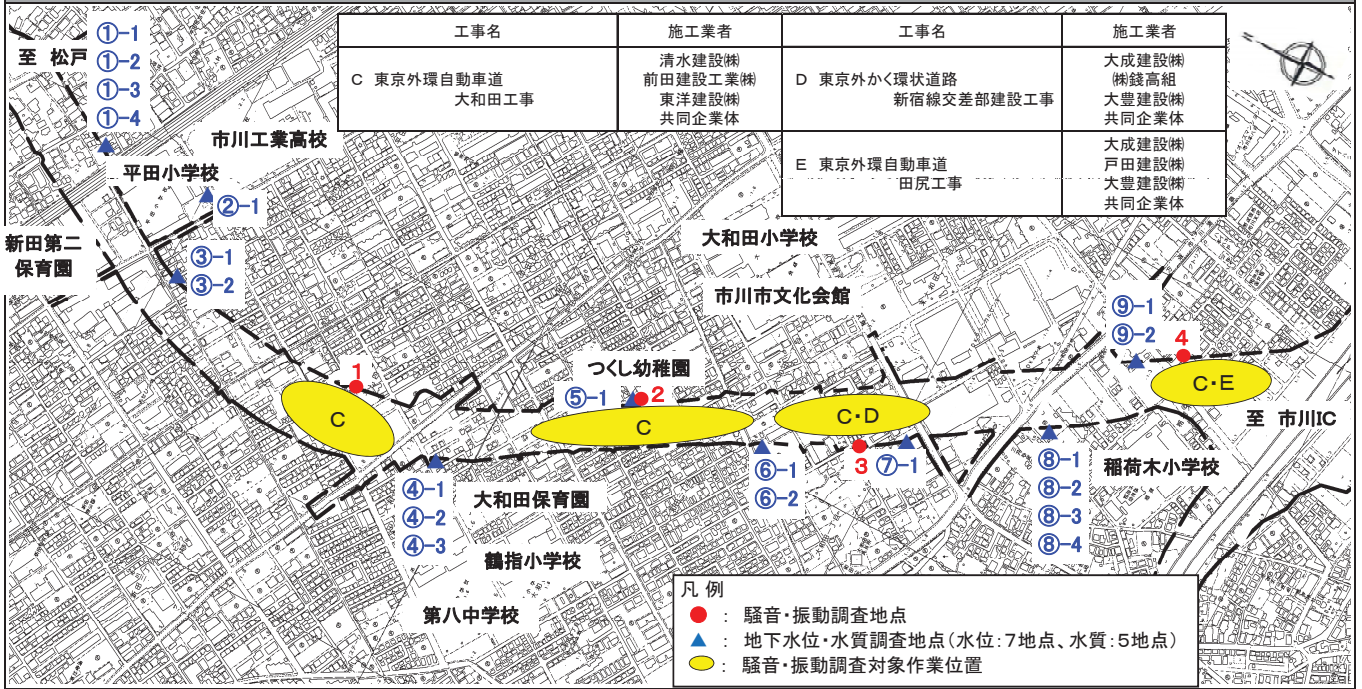 工事名 施工業者 工事名 施工業者
C 東京外環自動車道
大和田工事
清水建設㈱
前田建設工業㈱
東洋建設㈱
共同企業体
D 東京外かく環状道路
新宿線交差部建設工事
大成建設㈱
㈱錢高組
大豊建設㈱
共同企業体
E 東京外環自動車道
田尻工事
大成建設㈱
戸田建設㈱
大豊建設㈱
共同企業体
至 松戸
①-1
①-2
①-3
①-4
市川工業高校
平田小学校
②-1
新田第二
保育園
③-1
③-2
大和田小学校
市川市文化会館
⑨-1
⑨-2
4
1
つくし幼稚園
⑤-1
2
C
C
C・D
C・E
至 市川IC
3
⑦-1
⑥-1
⑥-2
④-1
④-2
④-3
大和田保育園
鶴指小学校
第八中学校
⑧-1
⑧-2
⑧-3
⑧-4
稲荷木小学校
凡 例
： 騒音・振動調査地点
： 地下水位・水質調査地点（水位：7地点、水質：5地点）
： 騒音・振動調査対象作業位置